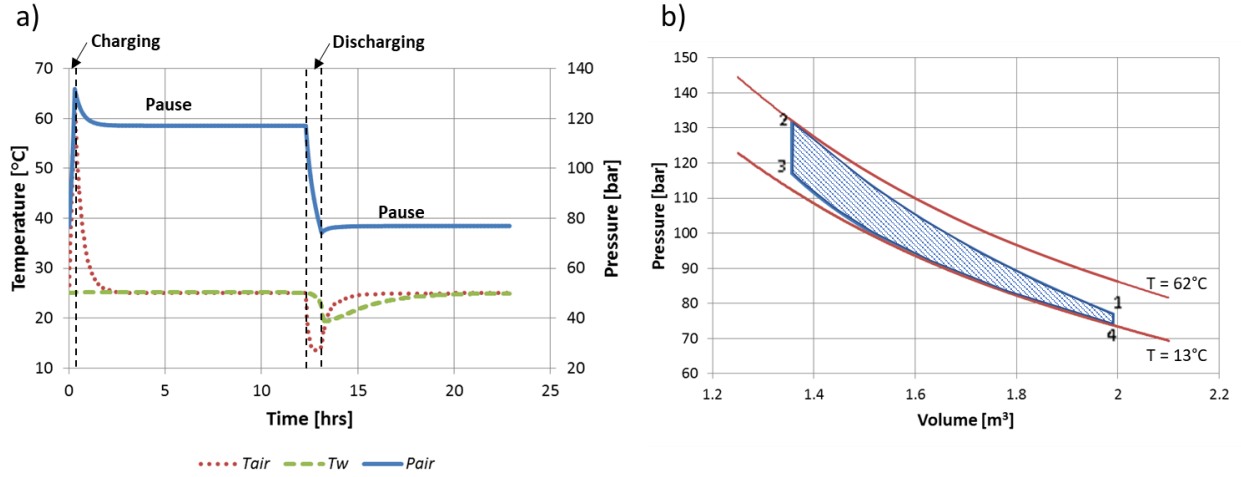 a)
Charging
Discharging
Pause
Pause
70
60
50
40
30
20
10
Temperature [°C]
140
120
100
80
60
40
20
Pressure [bar]
0
5
10
15
20
25
Time [hrs]
Tair
Tw
Pair
b)
150
140
130
120
110
100
90
80
70
60
Pressure [bar]
2
3
1
4
T = 62°C
T = 13°C
1.2
1.4
1.6
1.8
2
2.2
Volume [m³]